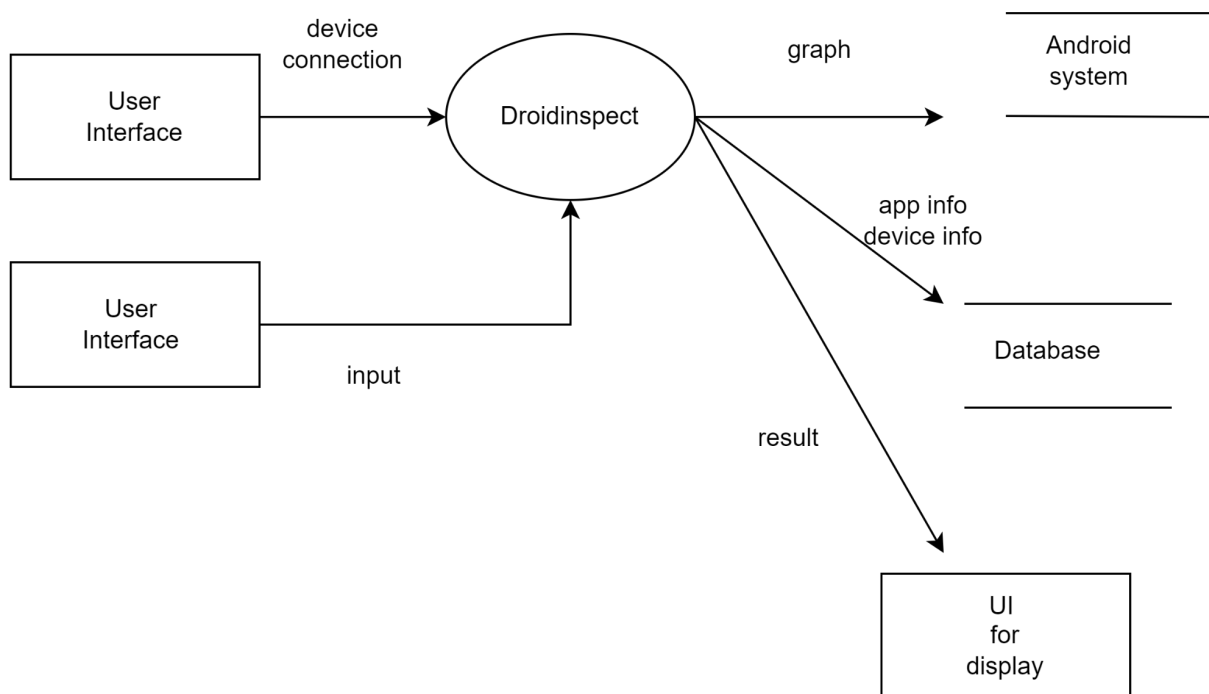 device
connection
graph
Android
system
User
Interface
Droidinspect
app info
device info
User
Interface
input
Database
result
UI
for
display